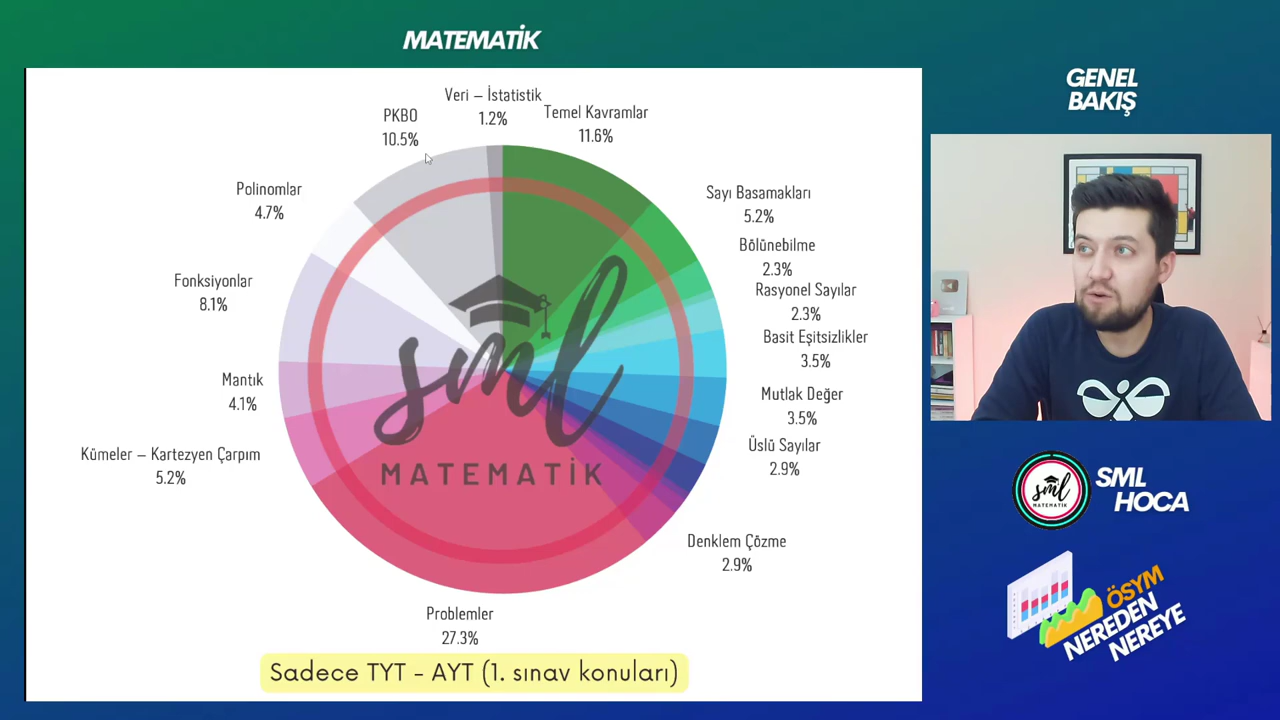 MATEMATİK
GENEL
BAKIŞ
Veri – İstatistik
1.2%
Temel Kavramlar
11.6%
PKBO
10.5%
Polinomlar
4.7%
Sayı Basamakları
5.2%
Bölünebilme
2.3%
Rasyonel Sayılar
2.3%
Fonksiyonlar
8.1%
Basit Eşitsizlikler
3.5%
Mantık
4.1%
Mutlak Değer
3.5%
Üslü Sayılar
2.9%
Kümeler – Kartezyen Çarpım
5.2%
Denklem Çözme
2.9%
Problemler
27.3%
sml
MATEMATİK
Sadece TYT - AYT (1. sınav konuları)
sml
MATEMATİK
SML
HOCA
ÖSYM
NEREDEN
NEREYE